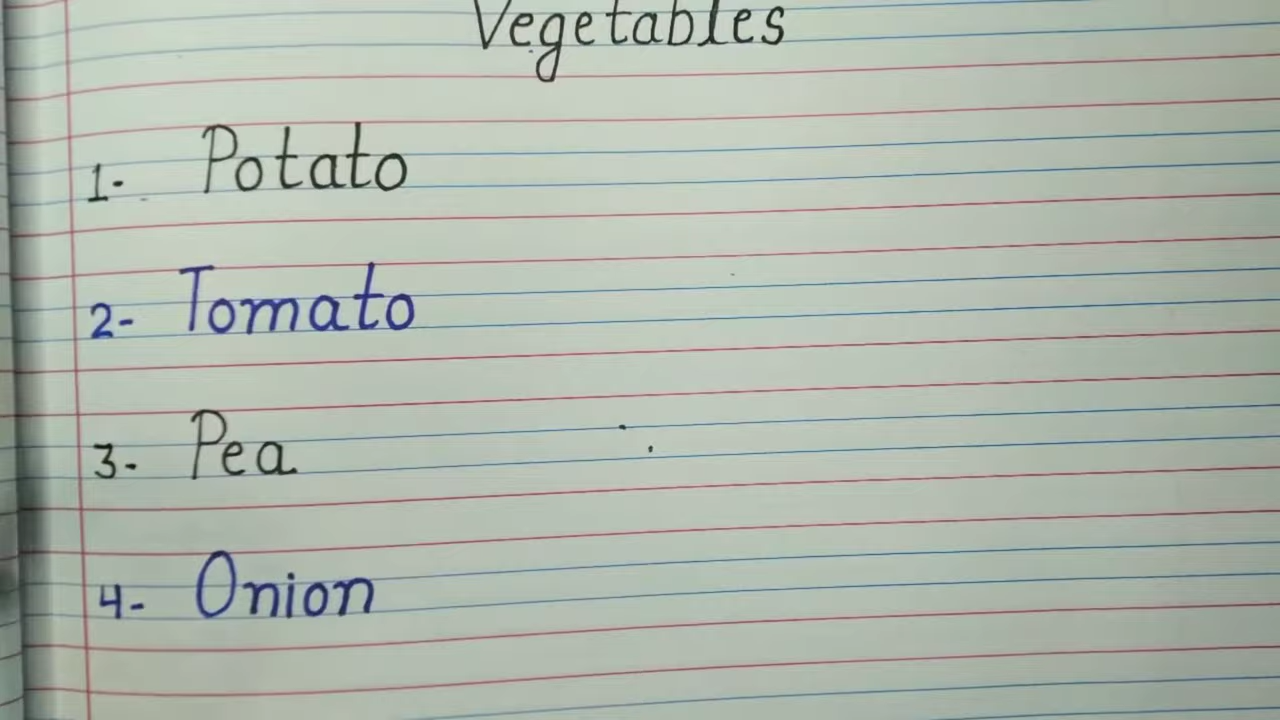 Vegetables
1- Potato
2- Tomato
3- Pea
4- Onion